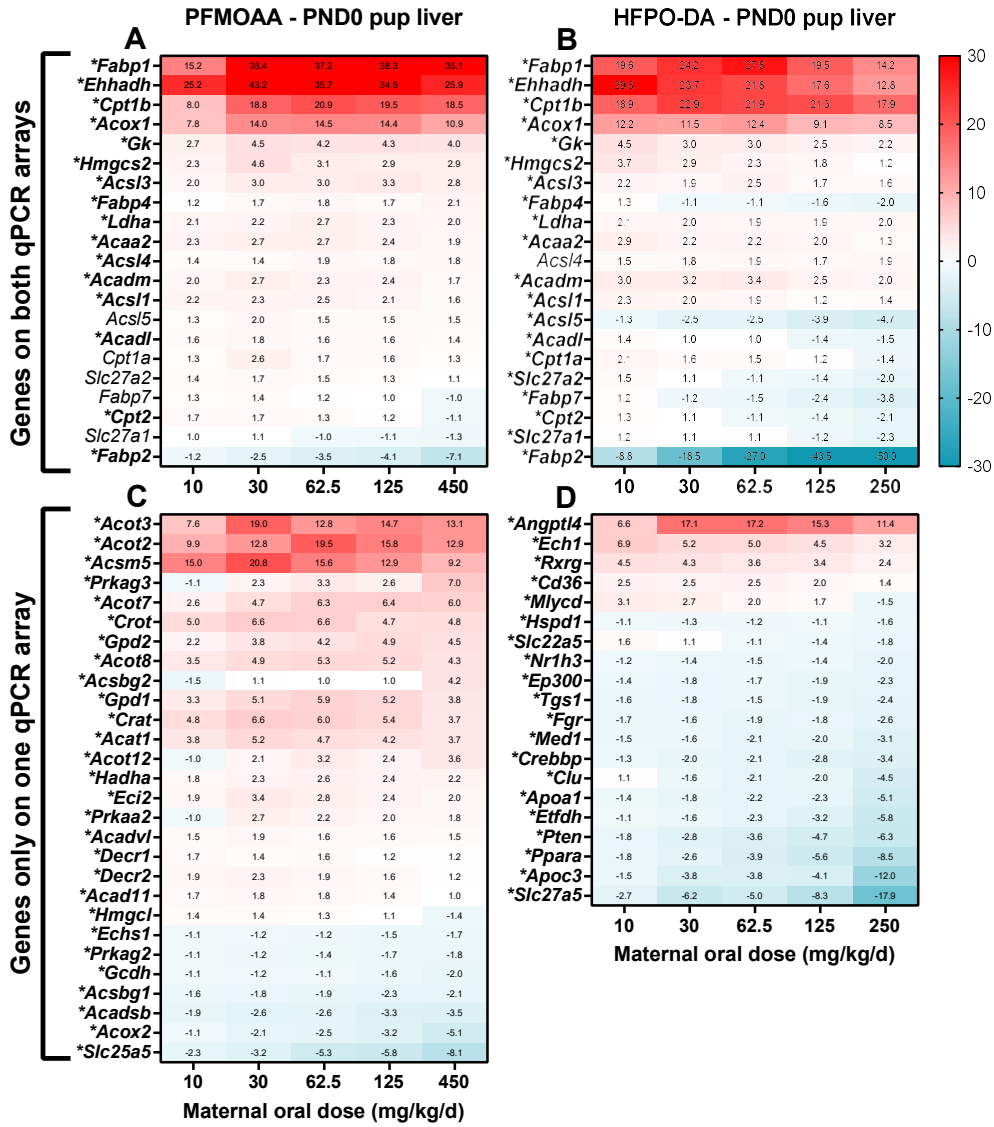 PFMOAA - PND0 pup liver
HFPO-DA - PND0 pup liver
Genes on both qPCR arrays
A
*Fabp1 15.2 38.4 37.2 38.3 35.1
*Ehhadh 25.2 43.2 35.7 34.6 25.9
*Cpt1b 8.0 18.8 20.9 19.5 18.5
*Acox1 7.8 14.0 14.5 14.4 10.9
*Gk 2.7 4.5 4.2 4.3 4.0
*Hmgcs2 2.3 4.6 3.1 2.9 2.9
*Acsl3 2.0 3.0 3.0 3.3 2.8
*Fabp4 1.2 1.7 1.8 1.7 2.1
*Ldha 2.1 2.2 2.7 2.3 2.0
*Acaa2 2.3 2.7 2.7 2.4 1.9
*Acsl4 1.4 1.4 1.9 1.8 1.8
*Acadm 2.0 2.7 2.3 2.4 1.7
*Acsl1 2.2 2.3 2.5 2.1 1.6
Acsl5 1.3 2.0 1.5 1.5 1.5
*Acadl 1.6 1.8 1.6 1.6 1.4
Cpt1a 1.3 2.6 1.7 1.6 1.3
Slc27a2 1.4 1.7 1.5 1.3 1.1
Fabp7 1.3 1.4 1.2 1.0 -1.0
*Cpt2 1.7 1.7 1.3 1.2 -1.1
Slc27a1 1.0 1.1 -1.0 -1.1 -1.3
*Fabp2 -1.2 -2.5 -3.5 -4.1 -7.1
10 30 62.5 125 450
B
*Fabp1 19.6 24.2 19.5 14.2
*Ehhadh 23.7 21.8 17.6 12.8
*Cpt1b 18.9 22.9 21.9 21.3 17.9
*Acox1 12.2 11.5 12.4 9.1 8.5
*Gk 4.5 3.0 3.0 2.5 2.2
*Hmgcs2 3.7 2.9 2.3 1.8 1.2
*Acsl3 2.2 1.9 2.5 1.7 1.6
*Fabp4 1.3 -1.1 -1.1 -1.6 -2.0
*Ldha 2.1 2.0 1.9 1.9 2.0
*Acaa2 2.9 2.2 2.2 2.0 1.3
Acsl4 1.5 1.8 1.9 1.7 1.9
*Acadm 3.0 3.2 3.4 2.5 2.0
*Acsl1 2.3 2.0 1.9 1.2 1.4
*Acsl5 -1.3 -2.5 -2.5 -3.9 -4.7
*Acadl 1.4 1.0 1.0 -1.4 -1.5
*Cpt1a 2.1 1.6 1.5 1.2 -1.4
*Slc27a2 1.5 1.1 -1.1 -1.4 -2.0
*Fabp7 1.3 -1.2 -1.5 -2.4 -3.8
*Cpt2 1.3 1.1 -1.1 -1.4 -2.1
*Slc27a1 1.2 1.1 1.1 -1.2 -2.3
*Fabp2 -8.8 -18.5 -27.0 -43.5
10 30 62.5 125 250
30
20
10
0
-10
-20
-30
Genes only on one qPCR array
C
*Acot3 7.6 19.0 12.8 14.7 13.1
*Acot2 9.9 12.8 19.5 15.8 12.9
*Acsm5 15.0 20.8 15.6 12.9 9.2
*Prkag3 -1.1 2.3 3.3 2.6 7.0
*Acot7 2.6 4.7 6.3 6.4 6.0
*Crot 5.0 6.6 6.6 4.7 4.8
*Gpd2 2.2 3.8 4.2 4.9 4.5
*Acot8 3.5 4.9 5.3 5.2 4.3
*Acsbg2 -1.5 1.1 1.0 1.0 4.2
*Gpd1 3.3 5.1 5.9 5.2 3.8
*Crat 4.8 6.6 6.0 5.4 3.7
*Acat1 3.8 5.2 4.7 4.2 3.7
*Acot12 -1.0 2.1 3.2 2.4 3.6
*Hadha 1.8 2.3 2.6 2.4 2.2
*Eci2 1.9 3.4 2.8 2.4 2.0
*Prkaa2 -1.0 2.7 2.2 2.0 1.8
*Acadvl 1.5 1.9 1.6 1.6 1.5
*Decr1 1.7 1.4 1.6 1.2 1.2
*Decr2 1.9 2.3 1.9 1.6 1.2
*Acad11 1.7 1.8 1.8 1.4 1.0
*Hmgcl 1.4 1.4 1.3 1.1 -1.4
*Echs1 -1.1 -1.2 -1.2 -1.5 -1.7
*Prkag2 -1.1 -1.2 -1.4 -1.7 -1.8
*Gcdh -1.1 -1.2 -1.1 -1.6 -2.0
*Acsbg1 -1.6 -1.8 -1.9 -2.3 -2.1
*Acadsb -1.9 -2.6 -2.6 -3.3 -3.5
*Acox2 -1.1 -2.1 -2.5 -3.2 -5.1
*Slc25a5 -2.3 -3.2 -5.3 -5.8 -8.1
10 30 62.5 125 450
Maternal oral dose (mg/kg/d)
D
*Angptl4 6.6 17.1 17.2 15.3 11.4
*Ech1 6.9 5.2 5.0 4.5 3.2
*Rxrg 4.5 4.3 3.6 3.4 2.4
*Cd36 2.5 2.5 2.5 2.0 1.4
*Mlycd 3.1 2.7 2.0 1.7 -1.5
*Hspd1 -1.1 -1.3 -1.2 -1.1 -1.6
*Slc22a5 1.6 1.1 -1.1 -1.4 -1.8
*Nr1h3 -1.2 -1.4 -1.5 -1.4 -2.0
*Ep300 -1.4 -1.8 -1.7 -1.9 -2.3
*Tgs1 -1.6 -1.8 -1.5 -1.9 -2.4
*Fgr -1.7 -1.6 -1.9 -1.8 -2.6
*Med1 -1.5 -1.6 -2.1 -2.0 -3.1
*Crebbp -1.3 -2.0 -2.1 -2.8 -3.4
*Clu 1.1 -1.6 -2.1 -2.0 -4.5
*Apoa1 -1.4 -1.8 -2.2 -2.3 -5.1
*Etfdh -1.1 -1.6 -2.3 -3.2 -5.8
*Pten -1.8 -2.8 -3.6 -4.7 -6.3
*Ppara -1.8 -2.6 -3.9 -5.6 -8.5
*Apoc3 -1.5 -3.8 -3.8 -4.1 -12.0
*Slc27a5 -2.7 -6.2 -5.0 -8.3 -17.9
10 30 62.5 125 250
Maternal oral dose (mg/kg/d)